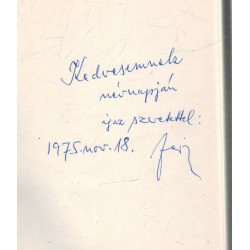 Kedvesemnek
névnapján
igaz szeretettel:
1975. nov. 18.